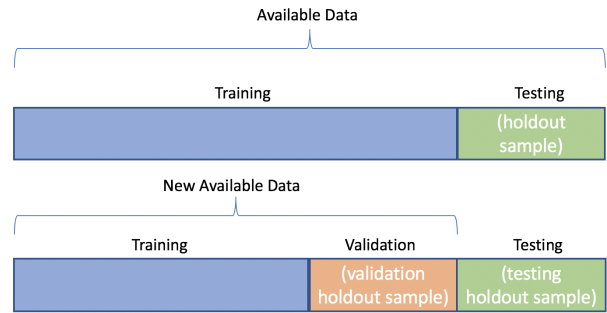 Available Data
Training
Testing
(holdout
sample)
New Available Data
Training
Validation
Testing
(validation
holdout sample)
(testing
holdout sample)